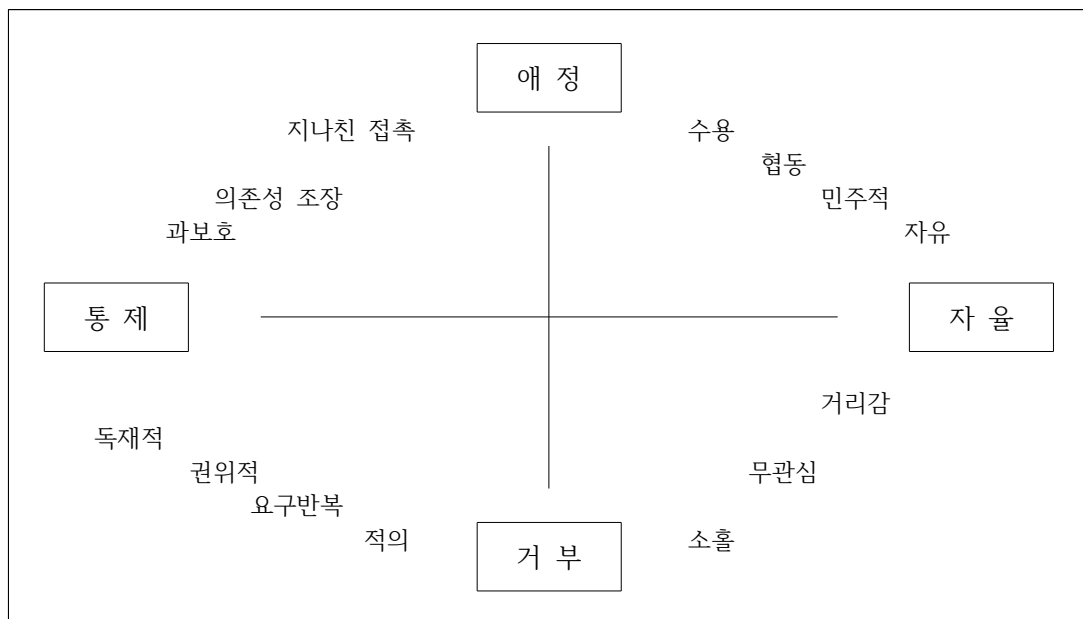 애 정
지나친 접촉
수용
협동
의존성 조장
민주적
과보호
자유
통 제
자 율
거리감
독재적
권위적
무관심
요구반복
적의
거 부
소홀